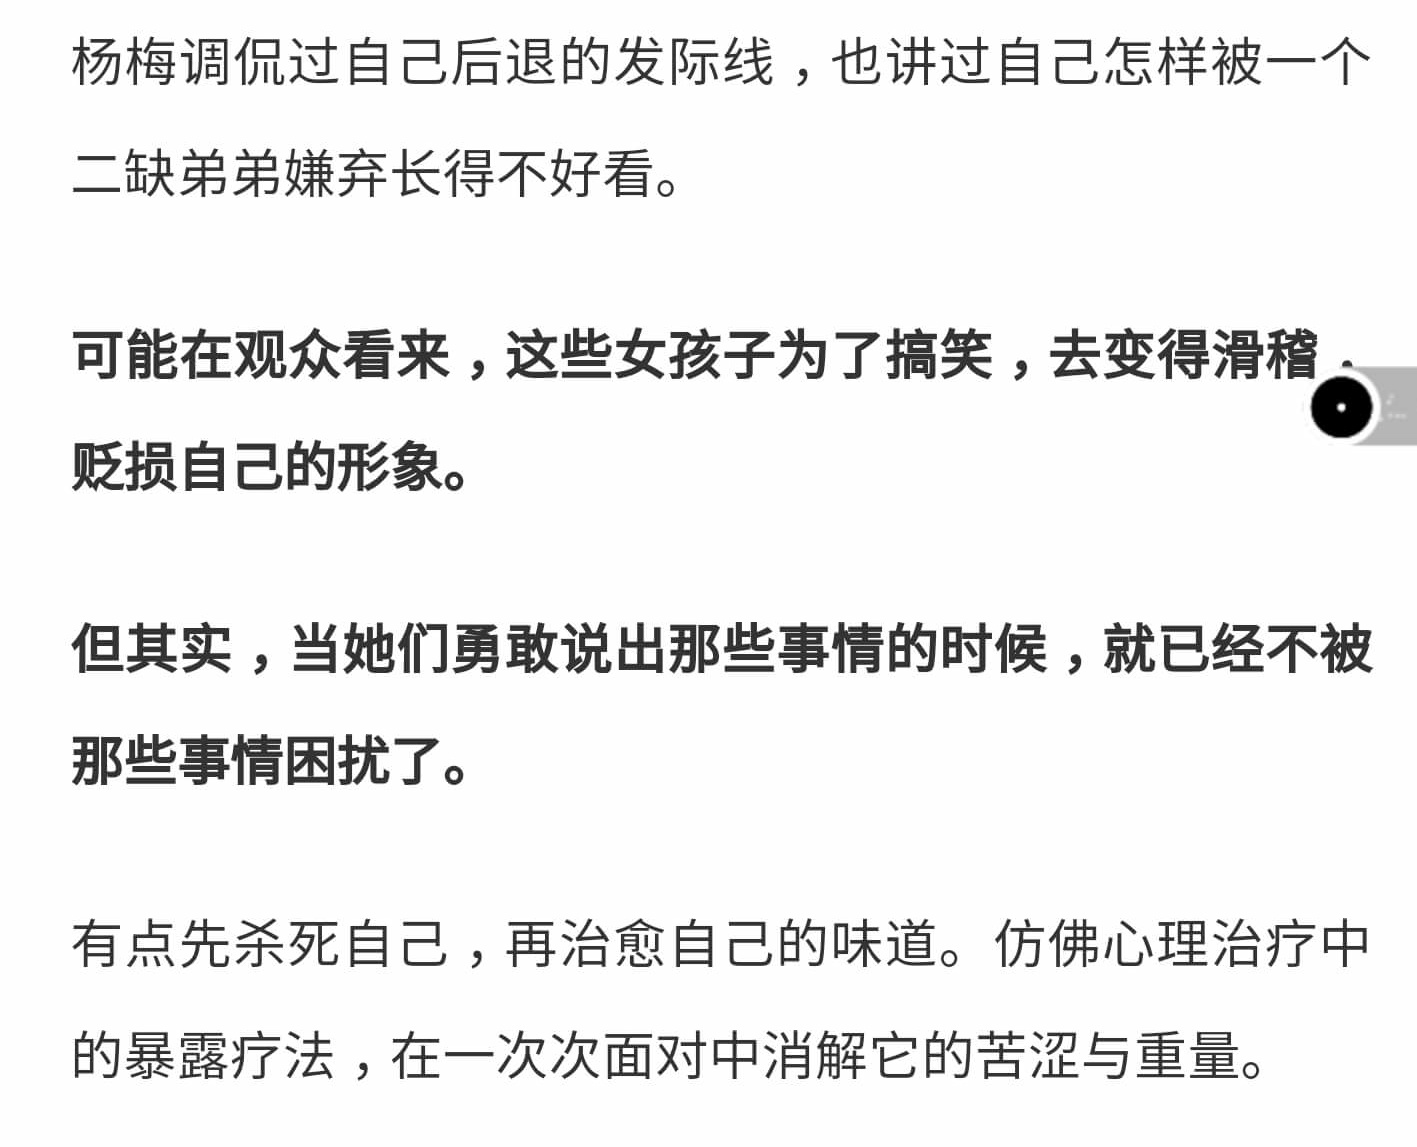 杨梅调侃过自己后退的发际线，也讲过自己怎样被一个
二缺弟弟嫌弃长得不好看。
可能在观众看来，这些女孩子为了搞笑，去变得滑稽，
贬损自己的形象。
但其实，当她们勇敢说出那些事情的时候，就已经不被
那些事情困扰了。
有点先杀死自己，再治愈自己的味道。仿佛心理治疗中
的暴露疗法，在一次次面对中消解它的苦涩与重量。